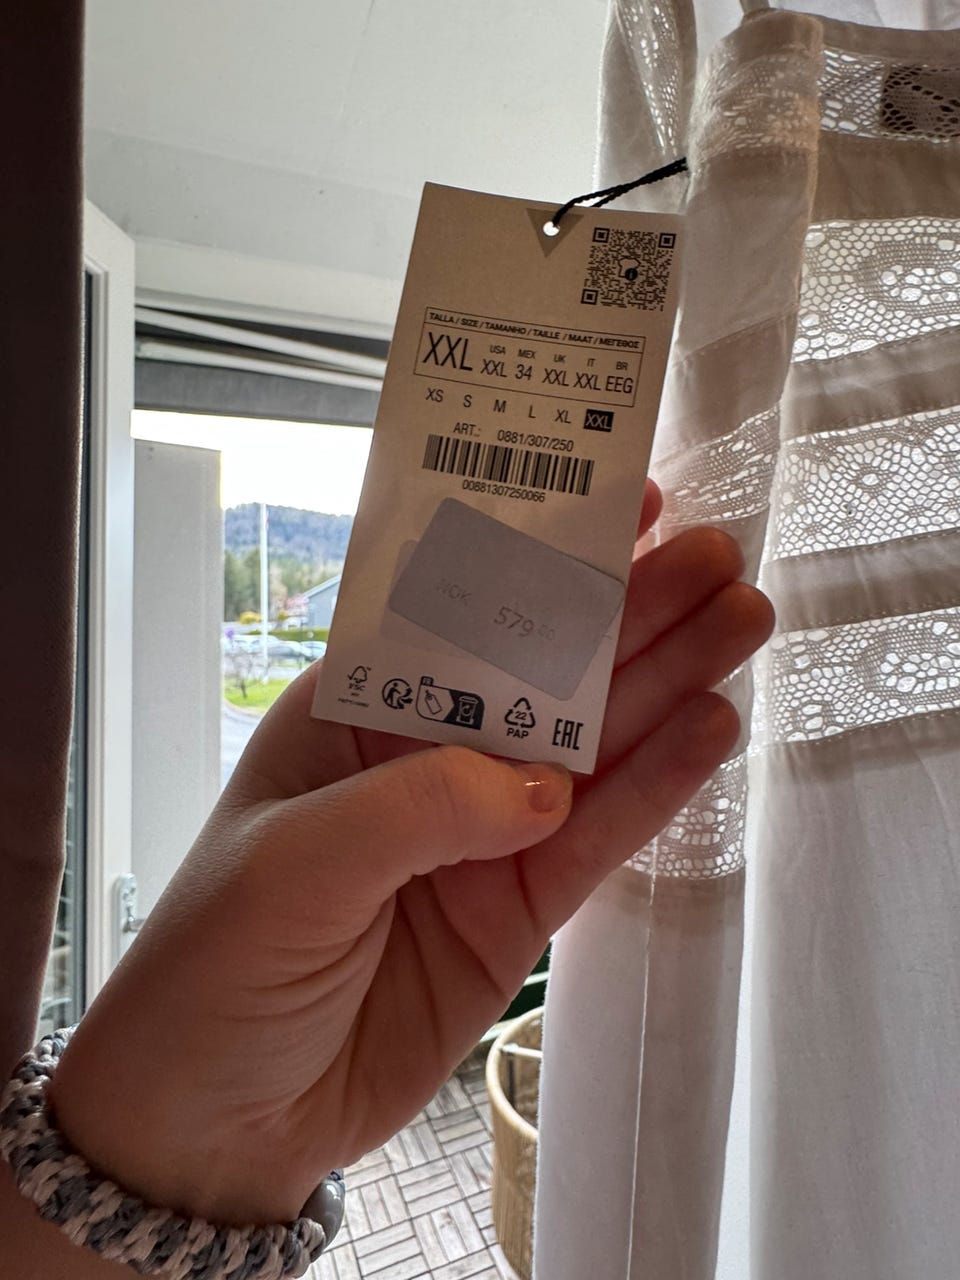 TALLA / SIZE / TAMANHO / TAILLE / MAAT / ΜΕΓΕΘΟΣ
USA MEX UK IT BR
XXL XXL 34 XXL XXL EEG
XS S M L XL XXL
ART.: 0881/307/250
00881307250066
NOK 579.00
FSC
FR
22
PAP
EAC